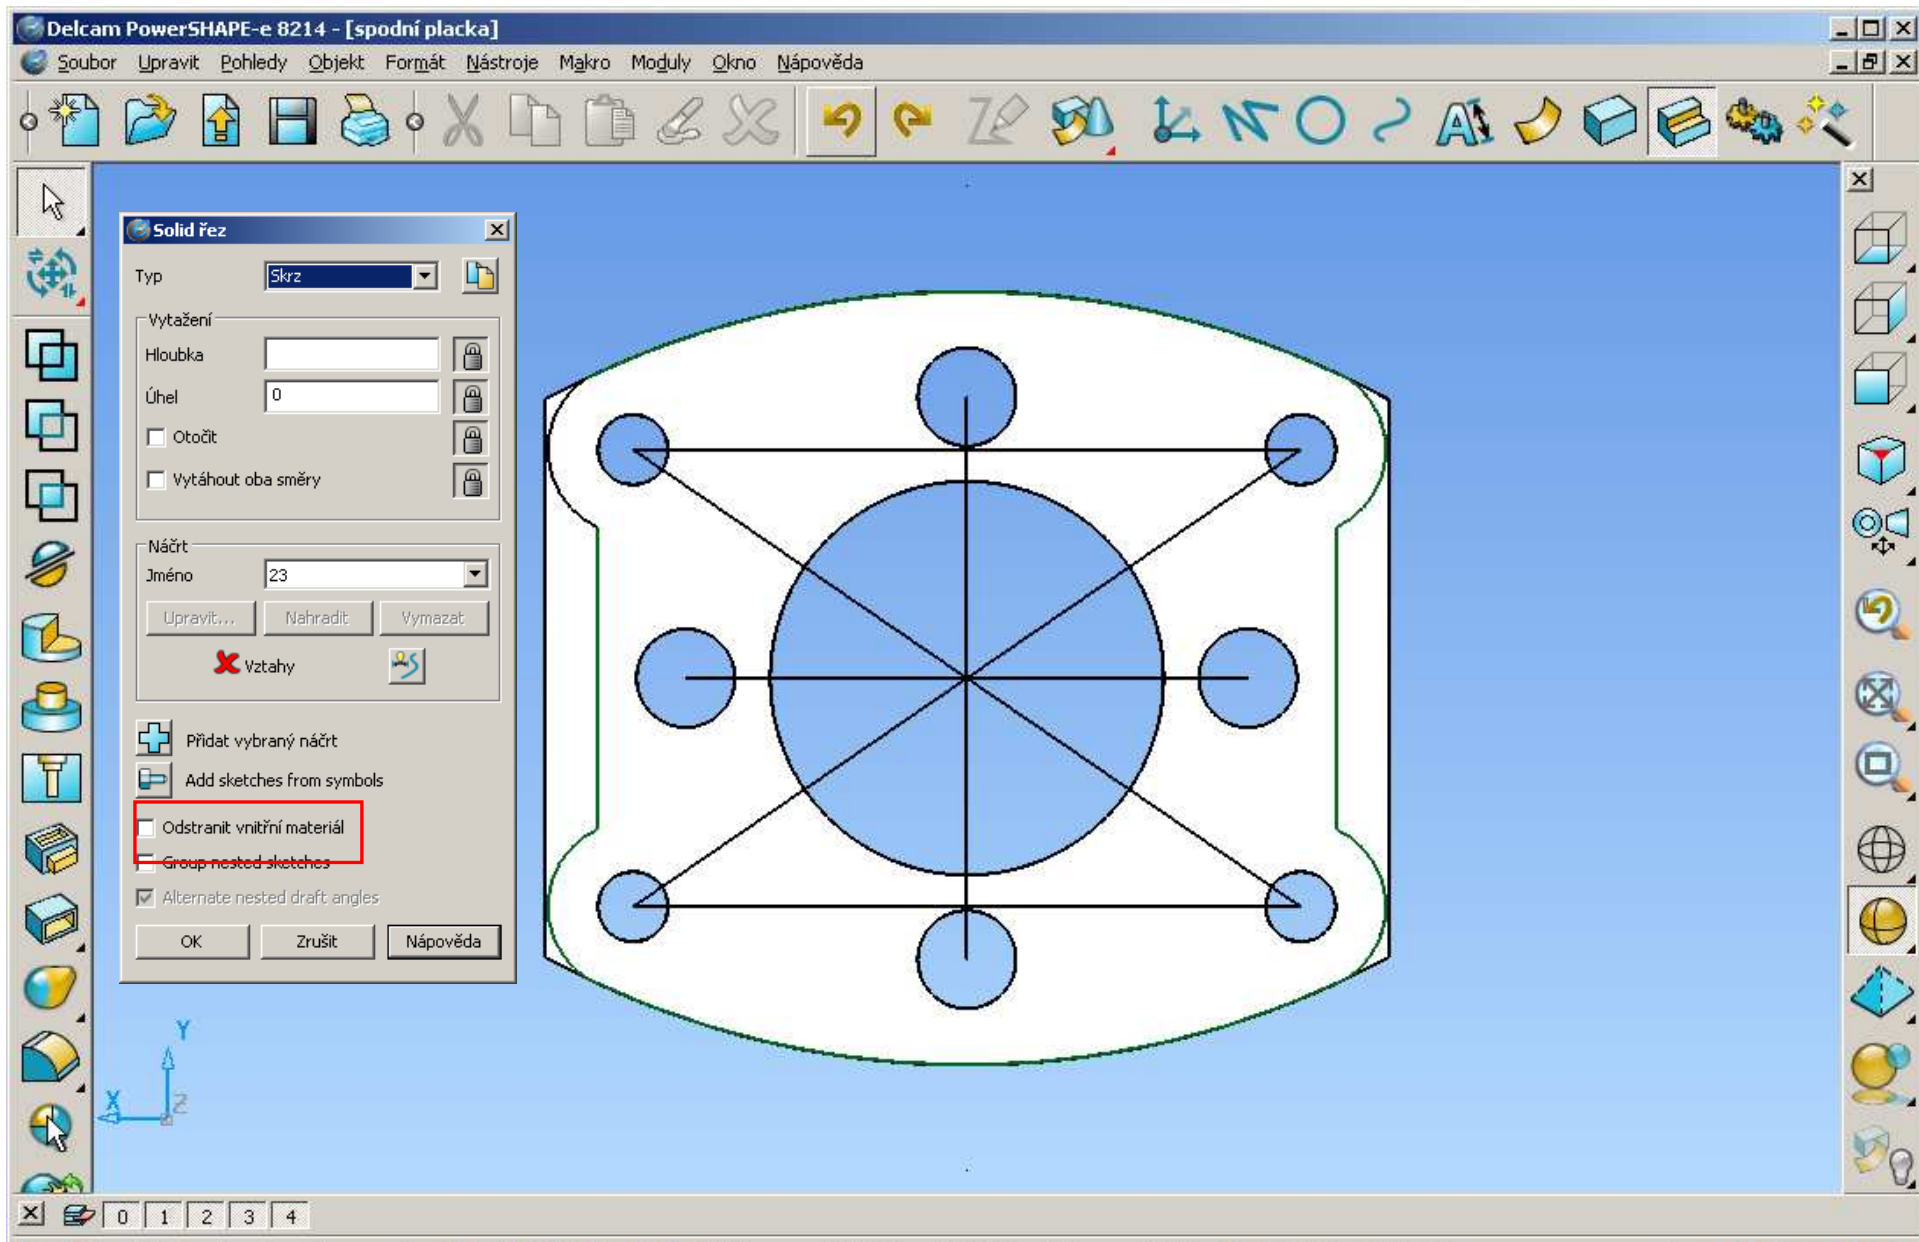 Delcam PowerSHAPE-e 8214 - [spodní placka]
Soubor Upravit Pohledy Objekt Formát Nástroje Makro Moduly Okno Nápověda
Solid řez
Typ Skrz
Vytažení
Hloubka
Úhel 0
Otočit
Vytáhout oba směry
Náčrt
Jméno 23
Upravit... Nahradit Vymazat
Vztahy
Přidat vybraný náčrt
Add sketches from symbols
Odstranit vnitřní materiál
Group nested sketches
Alternate nested draft angles
OK Zrušit Nápověda
Y
X Z
0 1 2 3 4